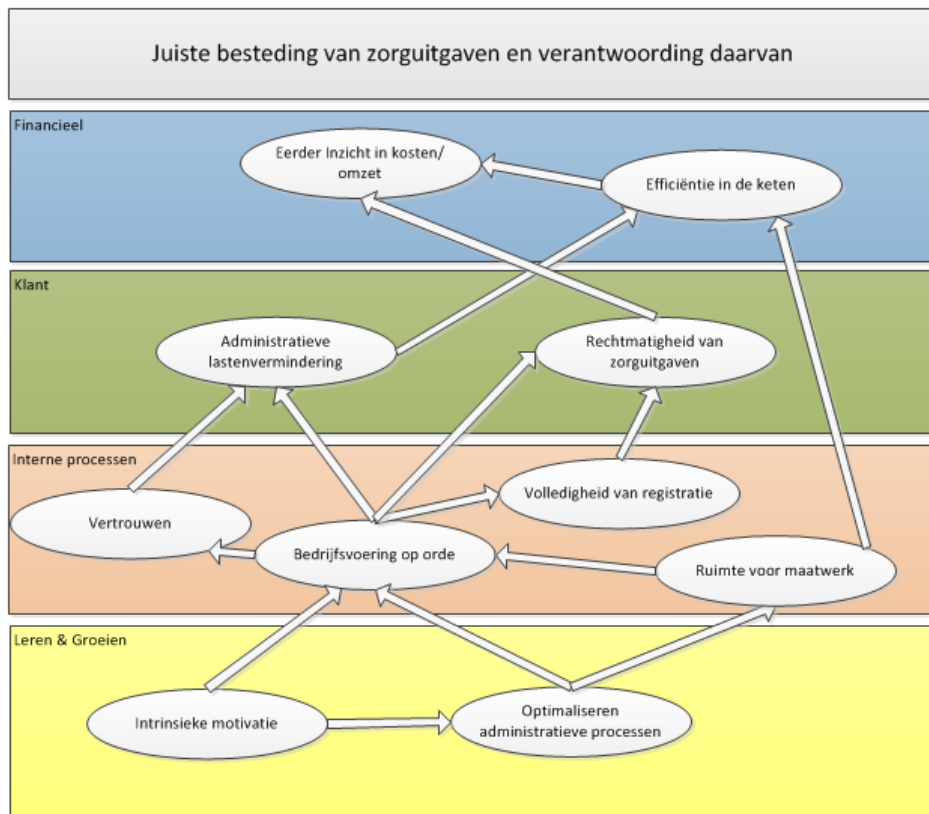 Juiste besteding van zorguitgaven en verantwoording daarvan
Financieel
Eerder Inzicht in kosten/
omzet
Efficiëntie in de keten
Klant
Administratieve
lastenvermindering
Rechtmatigheid van
zorguitgaven
Interne processen
Volledigheid van registratie
Vertrouwen
Bedrijfsvoering op orde
Ruimte voor maatwerk
Leren & Groeien
Intrinsieke motivatie
Optimaliseren
administratieve processen